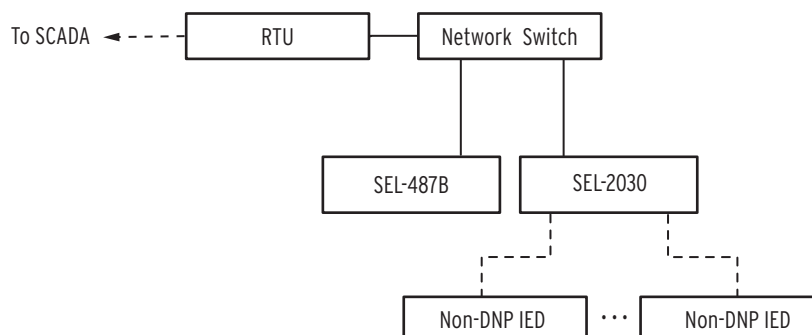 To SCADA
RTU
Network Switch
SEL-487B
SEL-2030
Non-DNP IED
...
Non-DNP IED